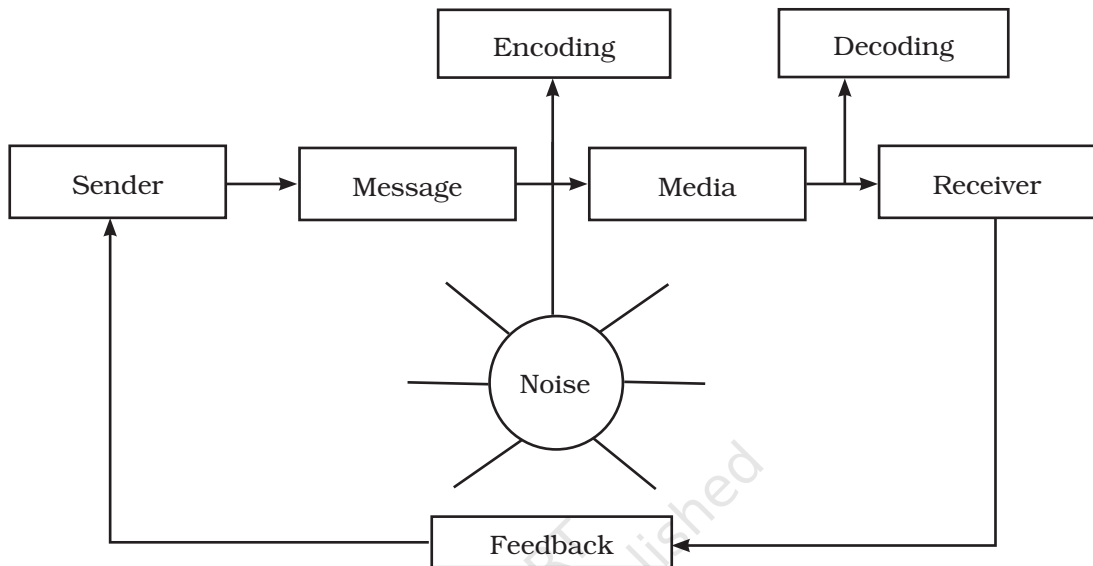 Encoding
Decoding
Sender
Message
Media
Receiver
Noise
Feedback